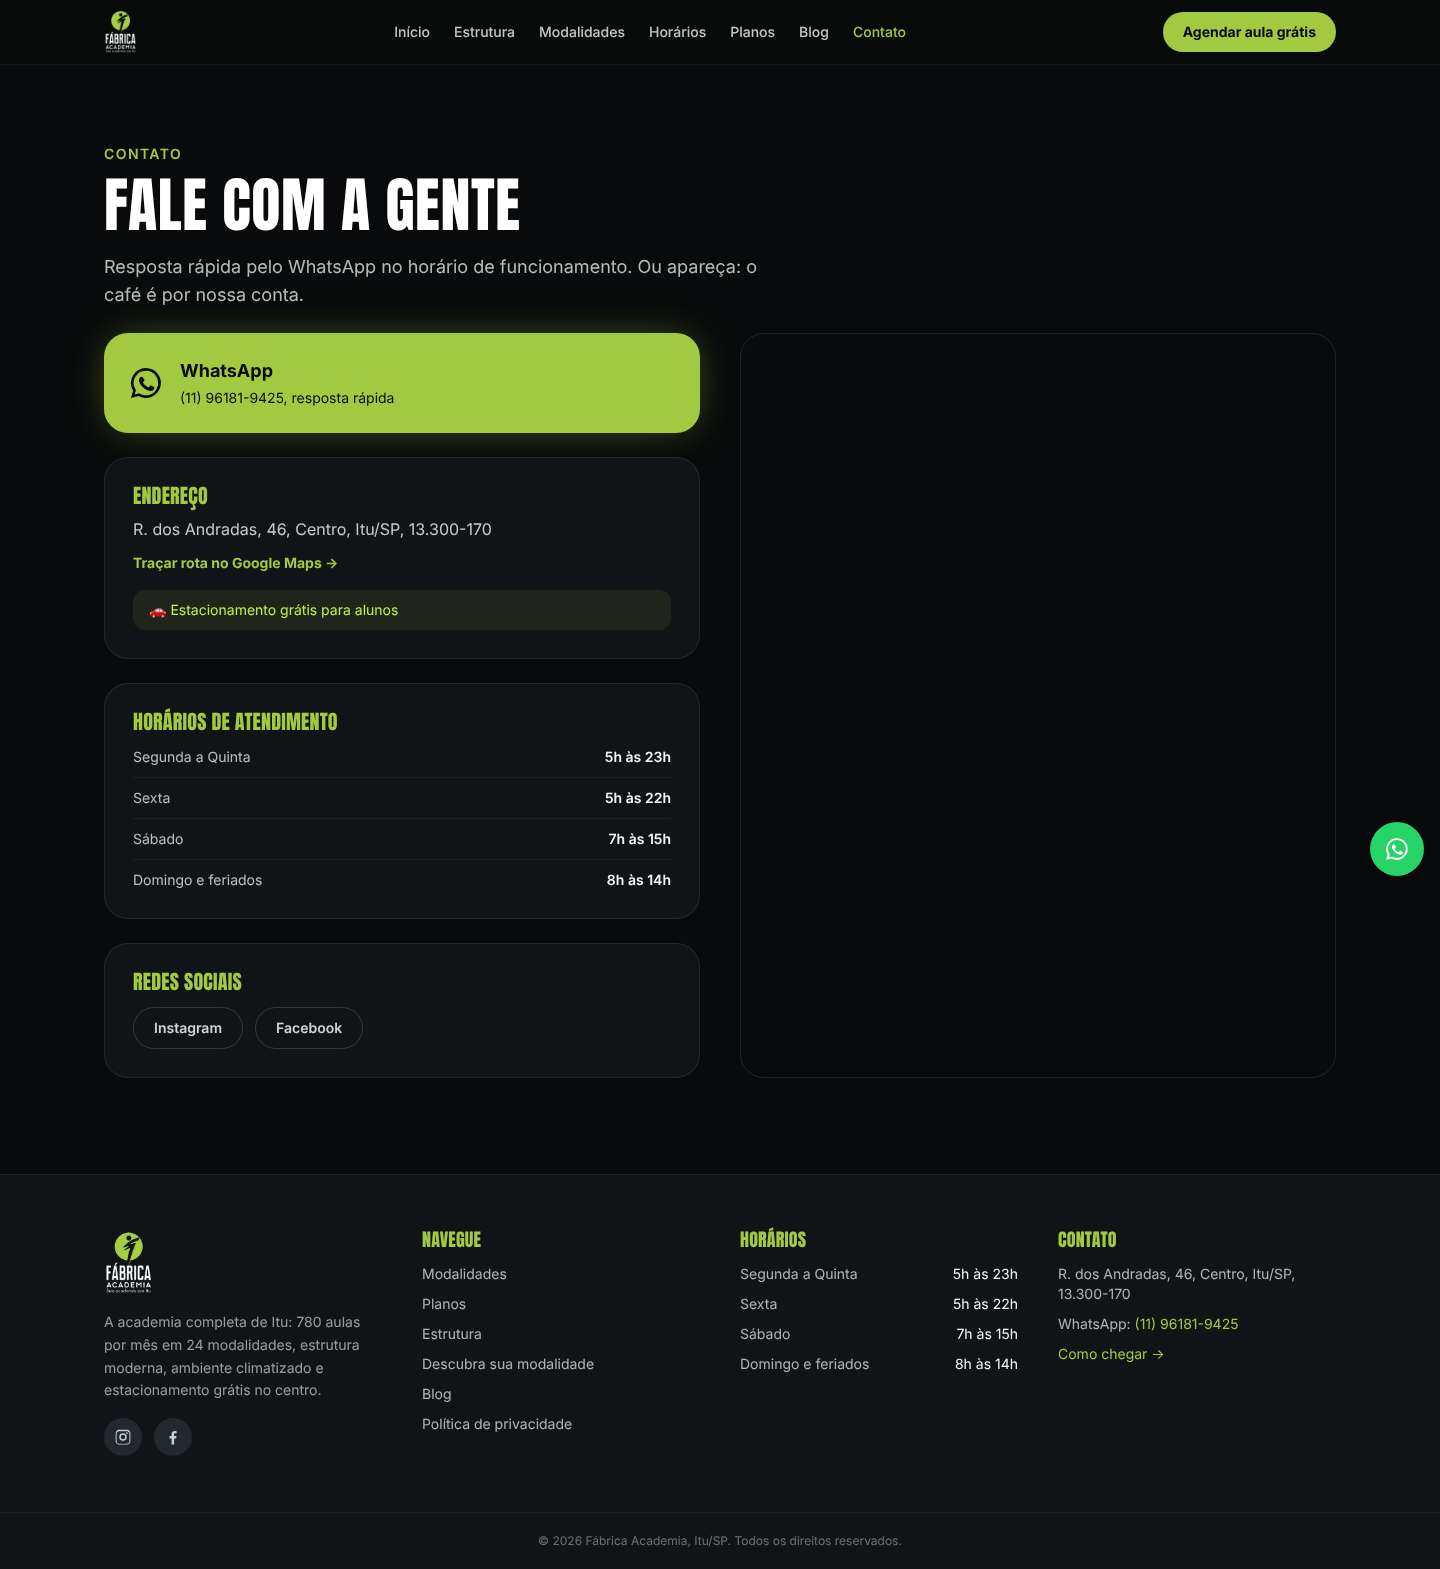 FÁBRICA
ACADEMIA
Início
Estrutura
Modalidades
Horários
Planos
Blog
Contato
Agendar aula grátis
CONTATO
FALE COM A GENTE
Resposta rápida pelo WhatsApp no horário de funcionamento. Ou apareça: o
café é por nossa conta.
WhatsApp
(11) 96181-9425, resposta rápida
ENDEREÇO
R. dos Andradas, 46, Centro, Itu/SP, 13.300-170
Traçar rota no Google Maps →
🚗 Estacionamento grátis para alunos
HORÁRIOS DE ATENDIMENTO
Segunda a Quinta 5h às 23h
Sexta 5h às 22h
Sábado 7h às 15h
Domingo e feriados 8h às 14h
REDES SOCIAIS
Instagram
Facebook
FÁBRICA
ACADEMIA
A academia completa de Itu: 780 aulas
por mês em 24 modalidades, estrutura
moderna, ambiente climatizado e
estacionamento grátis no centro.
NAVEGUE
Modalidades
Planos
Estrutura
Descubra sua modalidade
Blog
Política de privacidade
HORÁRIOS
Segunda a Quinta 5h às 23h
Sexta 5h às 22h
Sábado 7h às 15h
Domingo e feriados 8h às 14h
CONTATO
R. dos Andradas, 46, Centro, Itu/SP,
13.300-170
WhatsApp: (11) 96181-9425
Como chegar →
© 2026 Fábrica Academia, Itu/SP. Todos os direitos reservados.